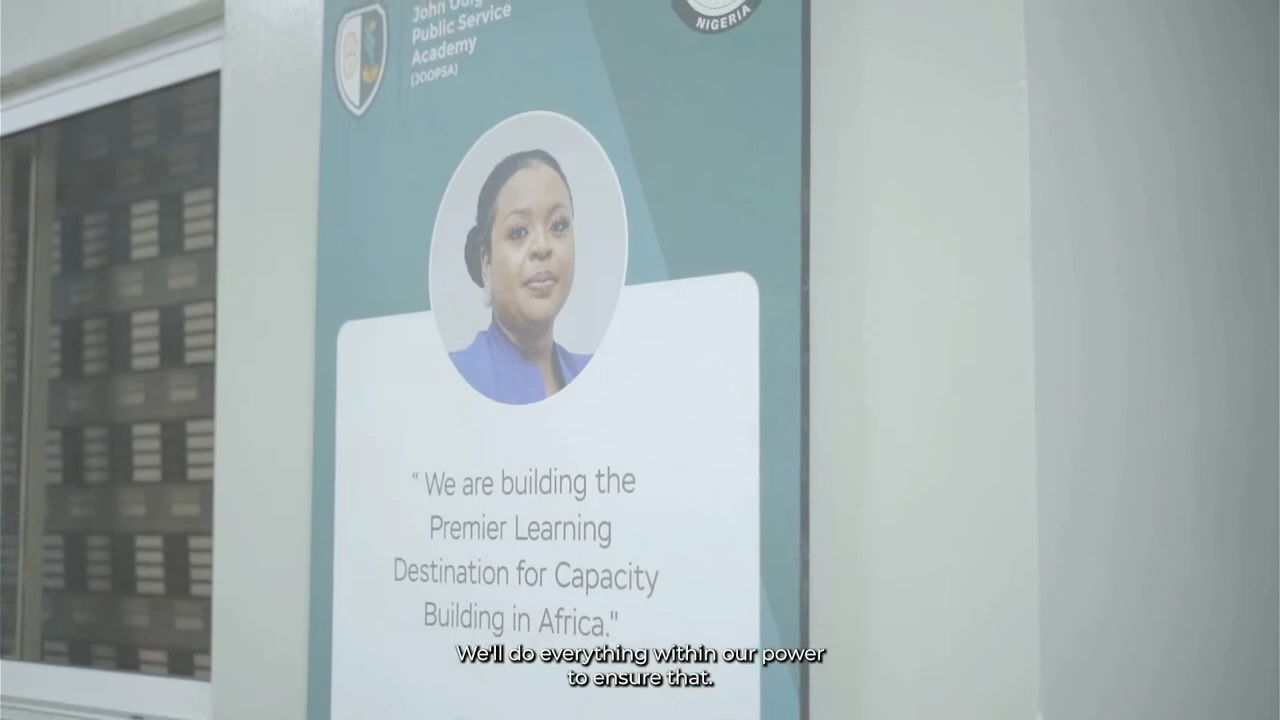 John
Public Service
Academy
(JOOPSA)
NIGERIA
" We are building the
Premier Learning
Destination for Capacity
Building in Africa."
We'll do everything within our power
to ensure that.